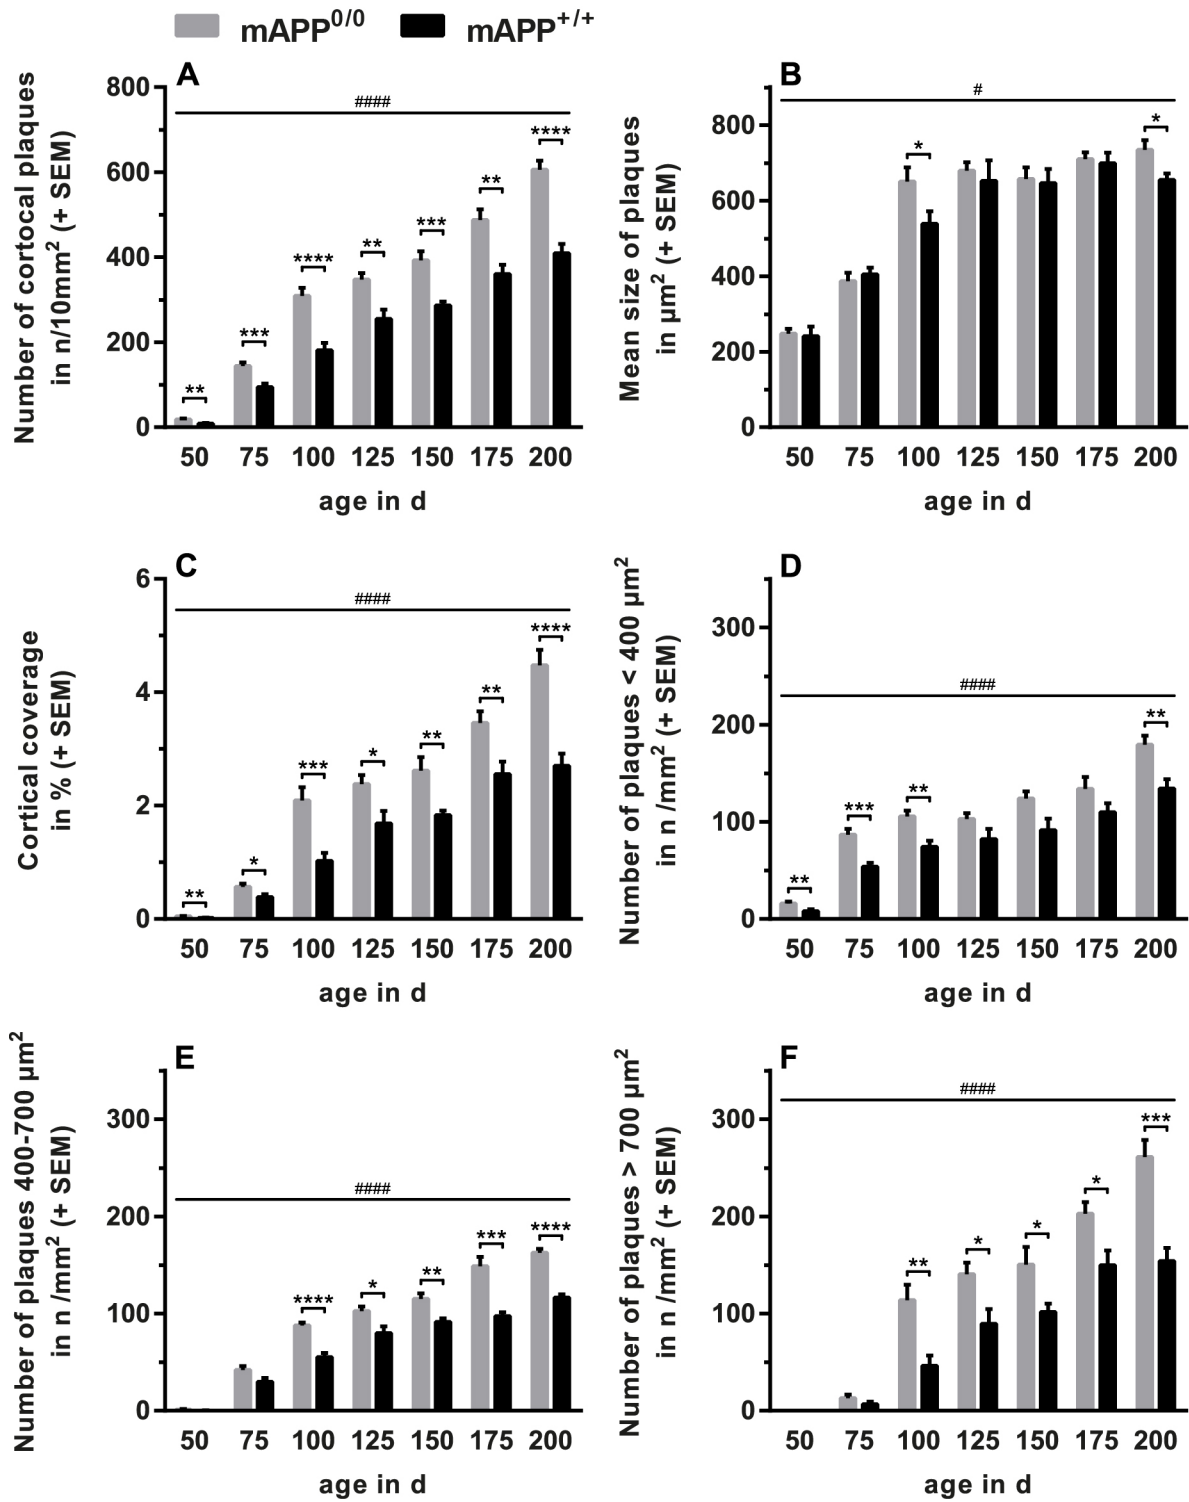 mAPP0/0 mAPP+/+
A
Number of cortocal plaques
in n/10mm2 (+ SEM)
800
600
400
200
0
####
**
***
****
**
***
**
****
50 75 100 125 150 175 200
age in d
B
Mean size of plaques
in µm2 (+ SEM)
800
600
400
200
0
#
*
*
50 75 100 125 150 175 200
age in d
C
Cortical coverage
in % (+ SEM)
6
4
2
0
####
**
*
***
*
**
**
****
50 75 100 125 150 175 200
age in d
D
Number of plaques < 400 µm2
in n /mm2 (+ SEM)
300
200
100
0
####
**
***
**
**
50 75 100 125 150 175 200
age in d
E
Number of plaques 400-700 µm2
in n /mm2 (+ SEM)
300
200
100
0
####
****
*
**
***
****
50 75 100 125 150 175 200
age in d
F
Number of plaques > 700 µm2
in n /mm2 (+ SEM)
300
200
100
0
####
**
*
*
*
***
50 75 100 125 150 175 200
age in d